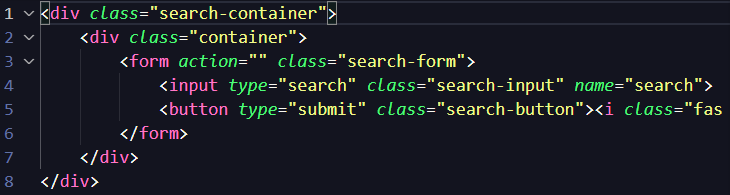 1 <div class="search-container">
2 <div class="container">
3 <form action="" class="search-form">
4 <input type="search" class="search-input" name="search">
5 <button type="submit" class="search-button"><i class="fas
6 </form>
7 </div>
8 </div>